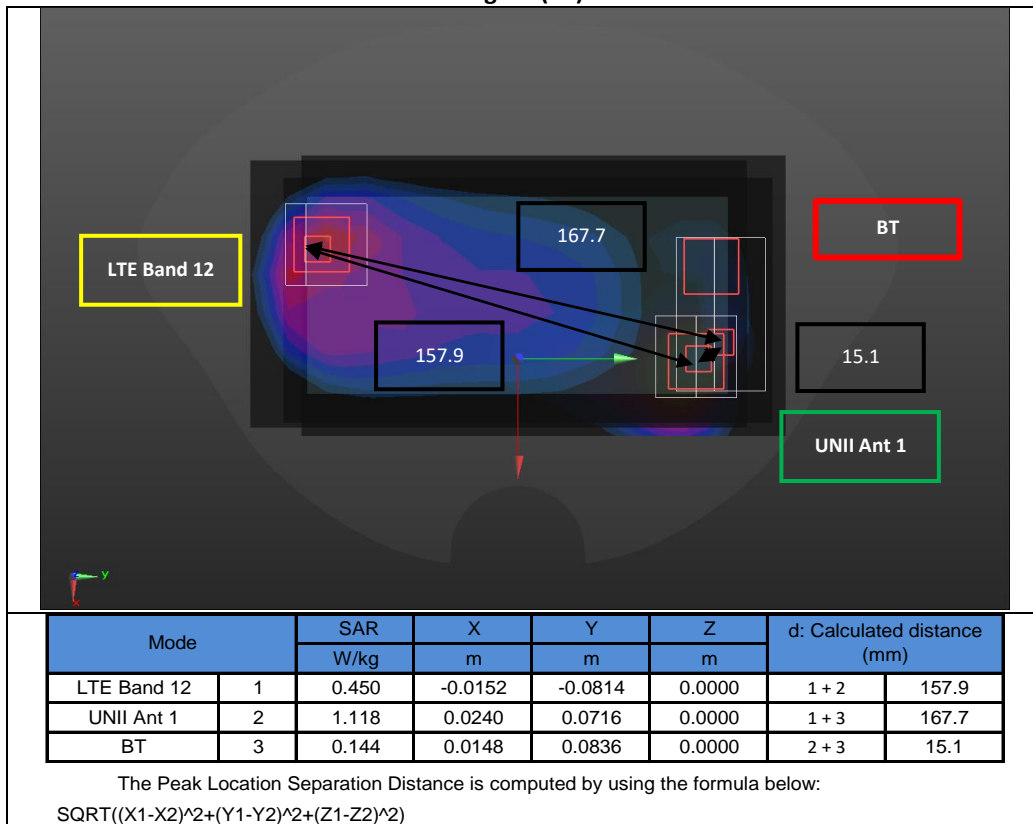 167.7
BT
LTE Band 12
157.9
15.1
UNII Ant 1
y
x
Mode SAR X Y Z d: Calculated distance (mm)
W/kg m m m
LTE Band 12 1 0.450 -0.0152 -0.0814 0.0000 1 + 2 157.9
UNII Ant 1 2 1.118 0.0240 0.0716 0.0000 1 + 3 167.7
BT 3 0.144 0.0148 0.0836 0.0000 2 + 3 15.1
The Peak Location Separation Distance is computed by using the formula below:
SQRT((X1-X2)^2+(Y1-Y2)^2+(Z1-Z2)^2)